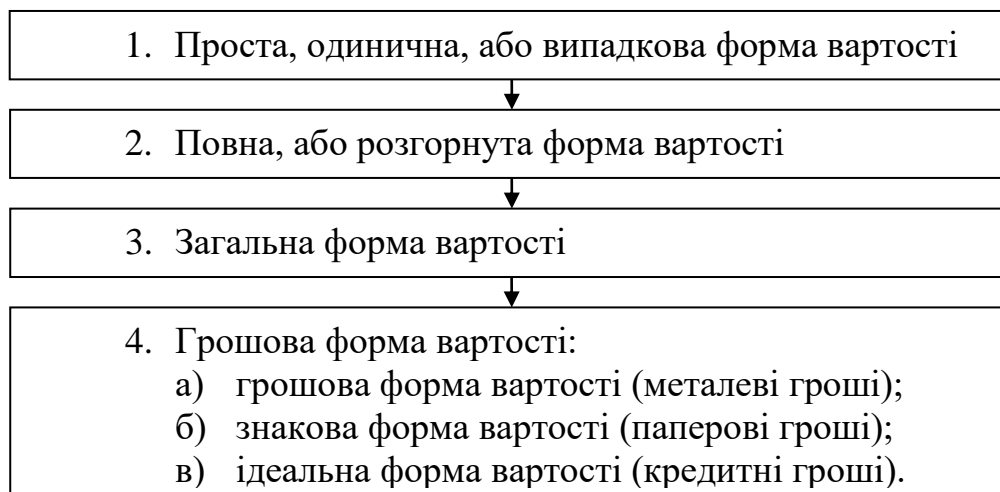 1. Проста, одинична, або випадкова форма вартості
2. Повна, або розгорнута форма вартості
3. Загальна форма вартості
4. Грошова форма вартості:
а) грошова форма вартості (металеві гроші);
б) знакова форма вартості (паперові гроші);
в) ідеальна форма вартості (кредитні гроші).